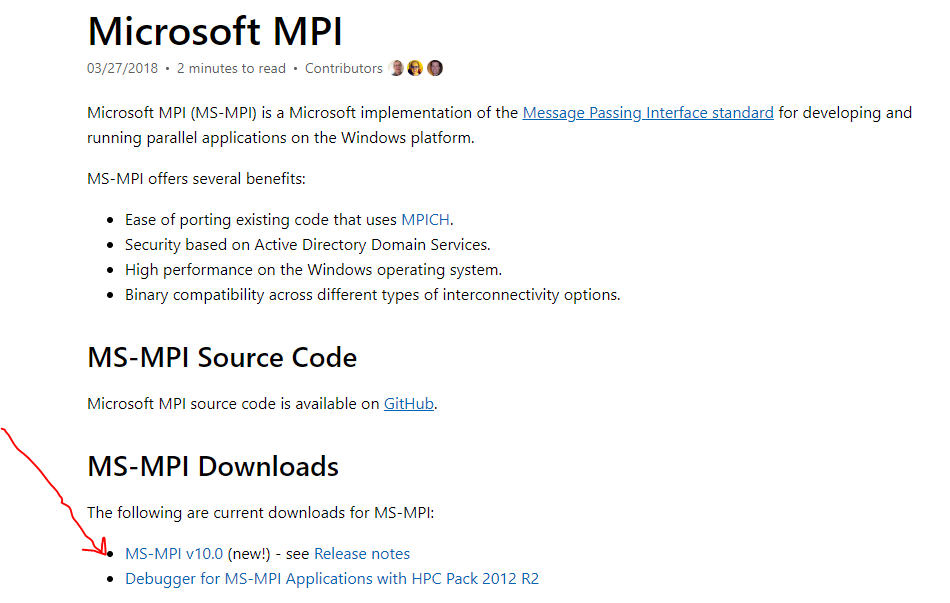 Microsoft MPI
03/27/2018 • 2 minutes to read • Contributors
Microsoft MPI (MS-MPI) is a Microsoft implementation of the Message Passing Interface standard for developing and
running parallel applications on the Windows platform.
MS-MPI offers several benefits:
• Ease of porting existing code that uses MPICH.
• Security based on Active Directory Domain Services.
• High performance on the Windows operating system.
• Binary compatibility across different types of interconnectivity options.
MS-MPI Source Code
Microsoft MPI source code is available on GitHub.
MS-MPI Downloads
The following are current downloads for MS-MPI:
• MS-MPI v10.0 (new!) - see Release notes
• Debugger for MS-MPI Applications with HPC Pack 2012 R2